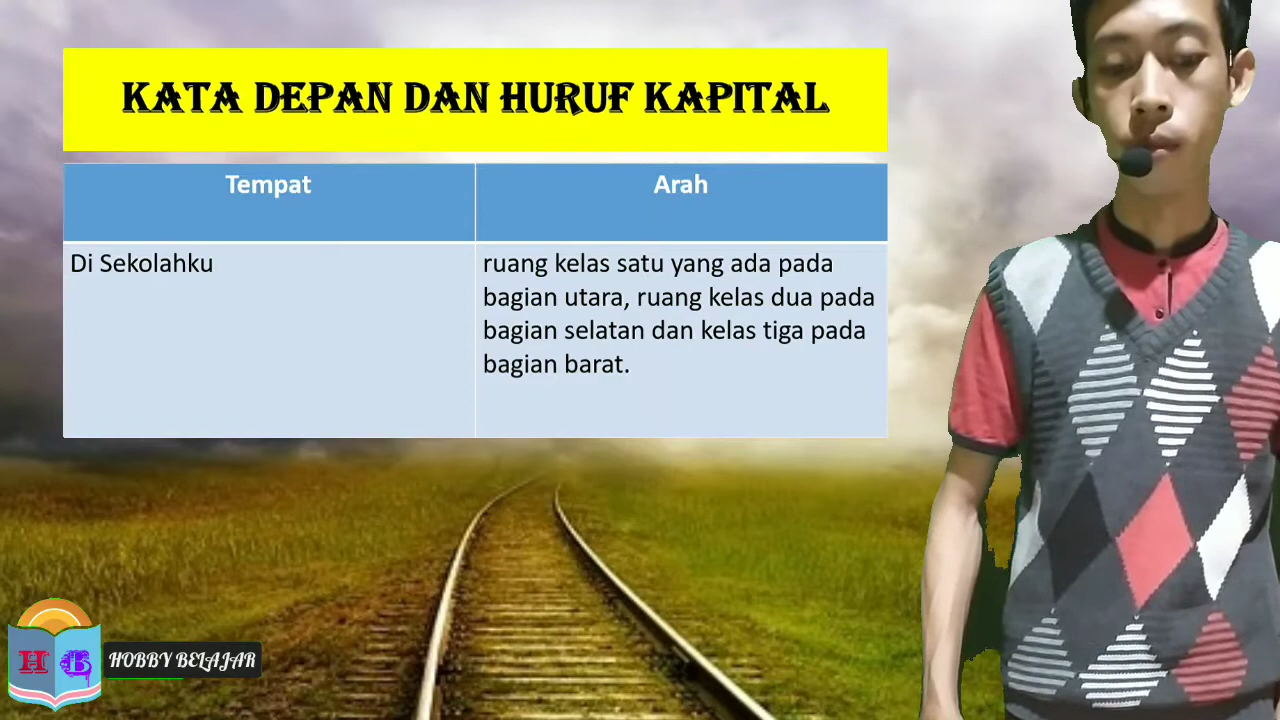 KATA DEPAN DAN HURUF KAPITAL
Tempat
Arah
Di Sekolahku
ruang kelas satu yang ada pada
bagian utara, ruang kelas dua pada
bagian selatan dan kelas tiga pada
bagian barat.
H B
HOBBY BELAJAR